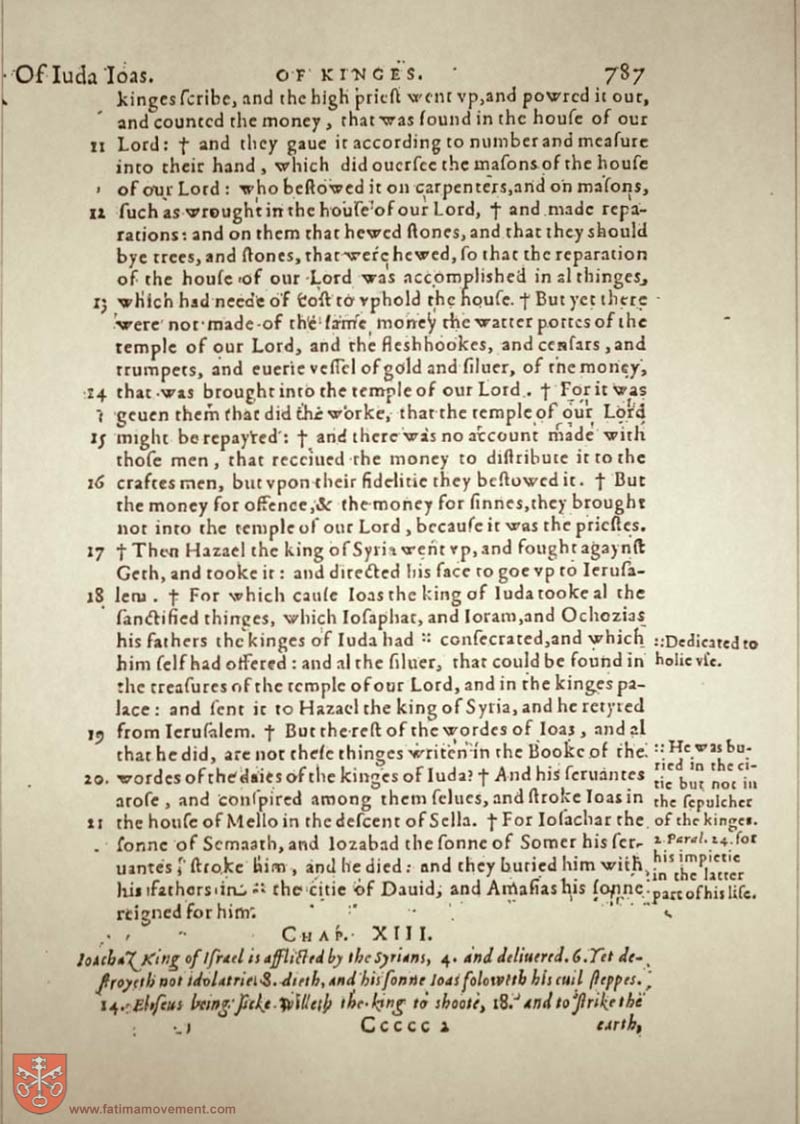 Of Iuda Ioas. OF KINGES. 787
kinges ſcribe, and the high prieſt went vp, and powred it out,
and counted the money, that was found in the houſe of our
11 Lord: † and they gaue it according to number and meaſure
into their hand, which did ouerſee the maſons of the houſe
of our Lord: who beſtowed it on carpenters, and on maſons,
12 ſuch as wrought in the houſe of our Lord, † and made repa-
rations: and on them that hewed ſtones, and that they should
bye trees, and ſtones, that were hewed, ſo that the reparation
of the houſe of our Lord was accomplished in al thinges,
13 which had neede of coſt to vphold the houſe. † But yet there
were not made of the ſame money the watter pottes of the
temple of our Lord, and the fleshhookes, and cenſars, and
trumpets, and euerie veſſel of gold and ſiluer, of the money,
14 that was brought into the temple of our Lord. † For it was
geuen them that did the worke, that the temple of our Lord
15 might be repayred: † and there was no account made with
thoſe men, that receiued the money to diſtribute it to the
16 craftes men, but vpon their fidelitie they beſtowed it. † But
the money for offence, & the money for ſinnes, they brought
not into the temple of our Lord, becauſe it was the prieſtes.
17 † Then Hazael the king of Syria went vp, and fought agaynſt
Geth, and tooke it: and directed his face to goe vp to Ieruſa-
18 lem. † For which cauſe Ioas the king of Iuda tooke al the
ſanctified thinges, which Ioſaphat, and Ioram, and Ochozias
his fathers the kinges of Iuda had :: conſecrated, and which
him ſelf had offered: and al the ſiluer, that could be found in
the treaſures of the temple of our Lord, and in the kinges pa-
lace: and ſent it to Hazael the king of Syria, and he retyred
19 from Ieruſalem. † But the reſt of the wordes of Ioas, and al
that he did, are not theſe thinges writen in the Booke of the
20. wordes of the daies of the kinges of Iuda? † And his ſeruantes
aroſe, and conſpired among them ſelues, and ſtroke Ioas in
21 the houſe of Mello in the deſcent of Sella. † For Ioſachar the
ſonne of Semaath, and Iozabad the ſonne of Somer his ſer-
uantes, ſtroke him, and he died: and they buried him with
his fathers in :: the citie of Dauid, and Amaſias his ſonne
reigned for him.
:: Dedicated to
holie vſe.
:: He was bu-
ried in the ci-
tie but not in
the ſepulcher
of the kinges.
2 Paral. 24. for
his impietie
in the latter
part of his life.
CHAP. XIII.
Ioachaz King of Iſrael is afflicted by the Syrians, 4. and deliuered. 6. Yet de-
ſtroyeth not idolatrie. 8. dieth, and his ſonne Ioas foloweth his euil ſteppes.
14. Eliſeus being ſicke willeth the king to shoote, 18. and to ſtrike the
Ccccc 2 earth,
www.fatimamovement.com